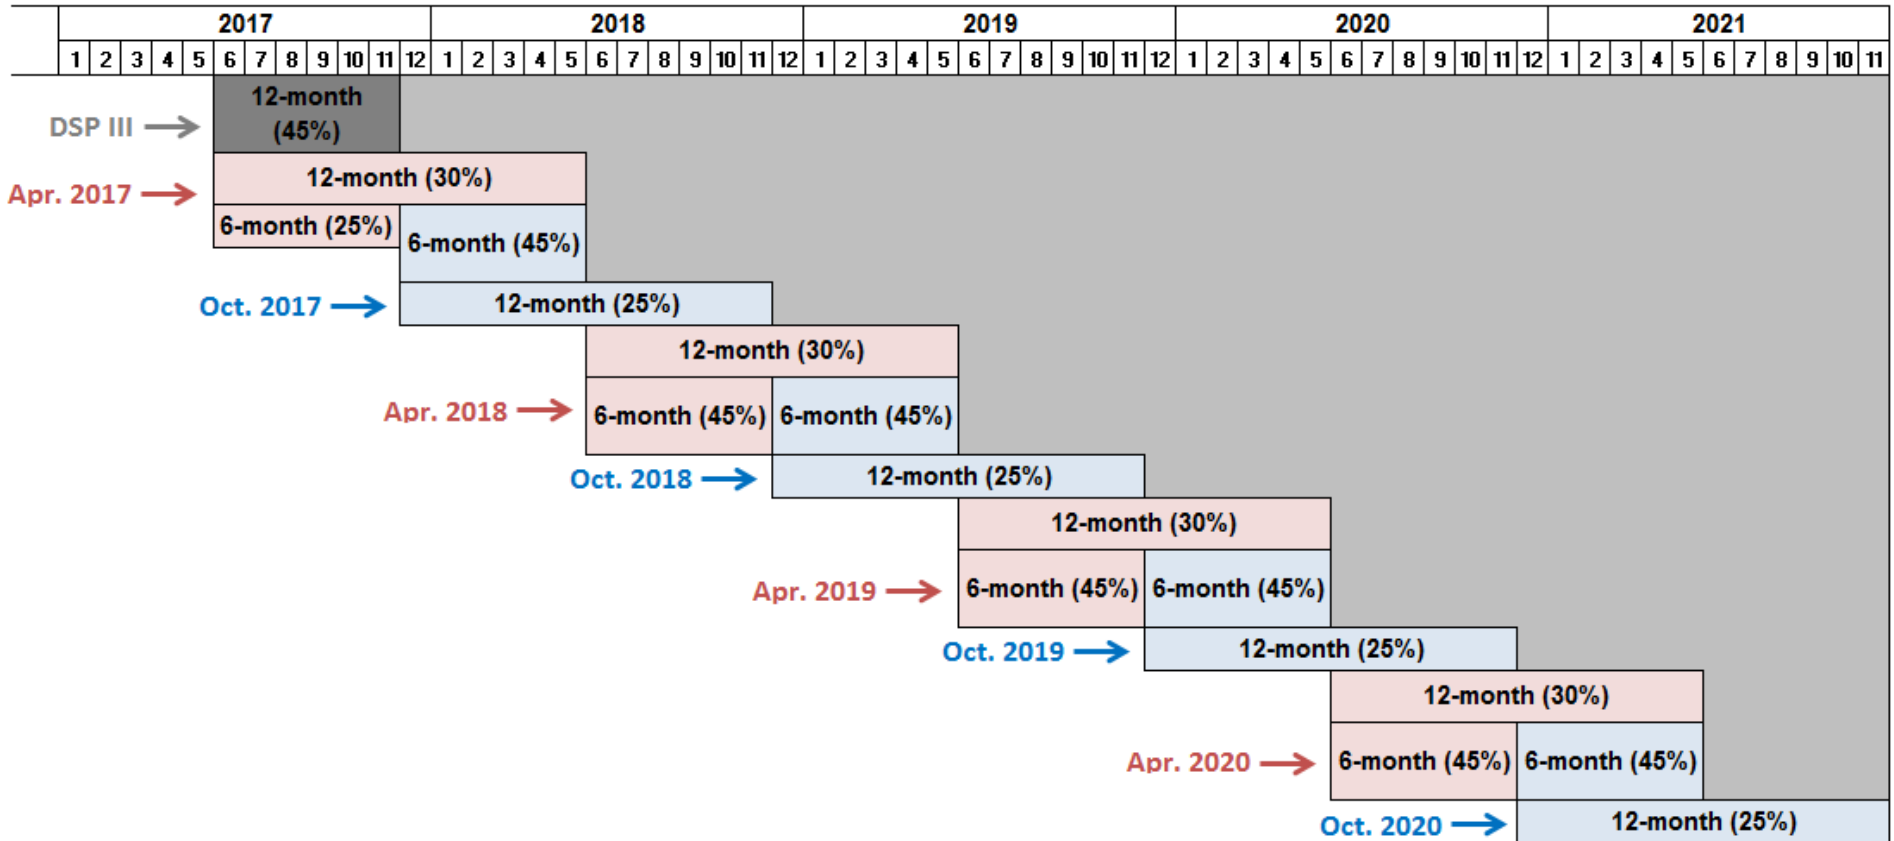 2017 2018 2019 2020 2021
1 2 3 4 5 6 7 8 9 10 11 12 1 2 3 4 5 6 7 8 9 10 11 12 1 2 3 4 5 6 7 8 9 10 11 12 1 2 3 4 5 6 7 8 9 10 11 12 1 2 3 4 5 6 7 8 9 10 11
12-month
(45%)
DSP III
12-month (30%)
Apr. 2017
6-month (25%)
6-month (45%)
Oct. 2017
12-month (25%)
12-month (30%)
Apr. 2018
6-month (45%)
6-month (45%)
Oct. 2018
12-month (25%)
12-month (30%)
Apr. 2019
6-month (45%)
6-month (45%)
Oct. 2019
12-month (25%)
12-month (30%)
Apr. 2020
6-month (45%)
6-month (45%)
Oct. 2020
12-month (25%)